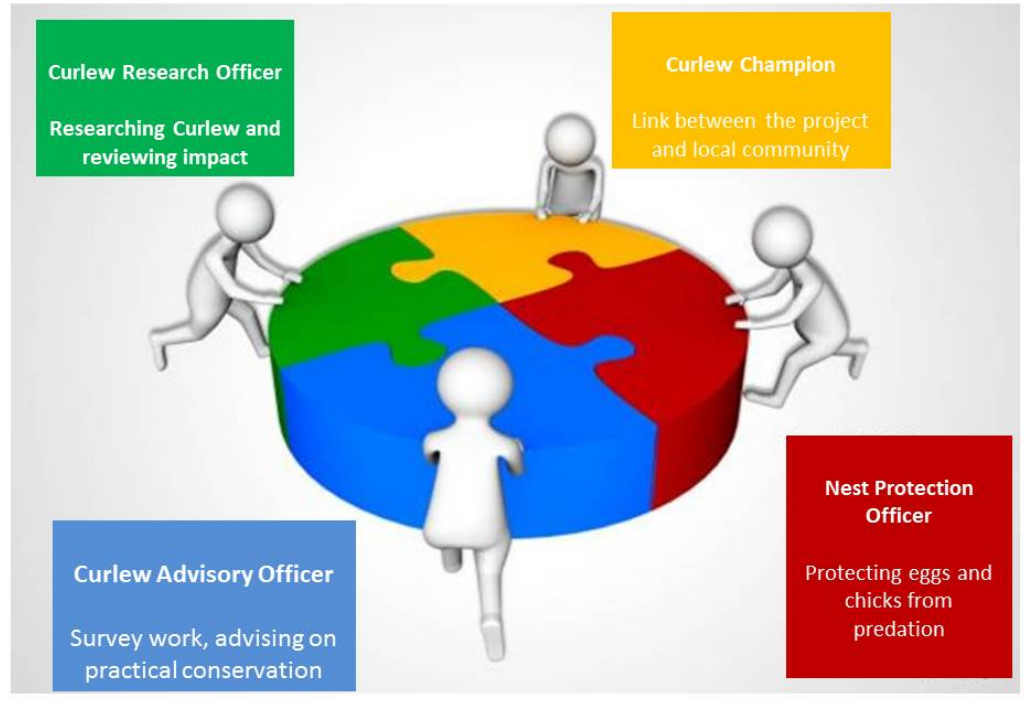 Curlew Research Officer
Researching Curlew and
reviewing impact
Curlew Champion
Link between the project
and local community
Curlew Advisory Officer
Survey work, advising on
practical conservation
Nest Protection
Officer
Protecting eggs and
chicks from
predation